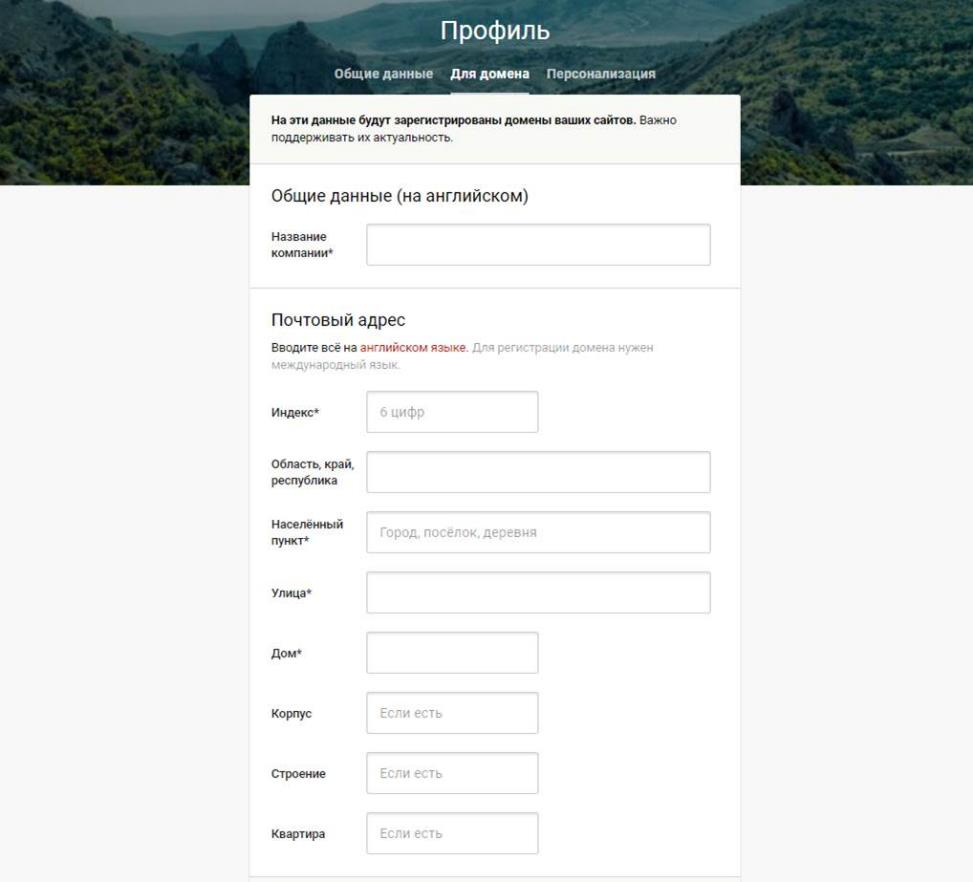 Профиль
Общие данные Для домена Персонализация
На эти данные будут зарегистрированы домены ваших сайтов. Важно
поддерживать их актуальность.
Общие данные (на английском)
Название
компании*
Почтовый адрес
Вводите всё на английском языке. Для регистрации домена нужен
международный язык.
Индекс* 6 цифр
Область, край,
республика
Населённый
пункт*
Город, посёлок, деревня
Улица*
Дом*
Корпус Если есть
Строение Если есть
Квартира Если есть